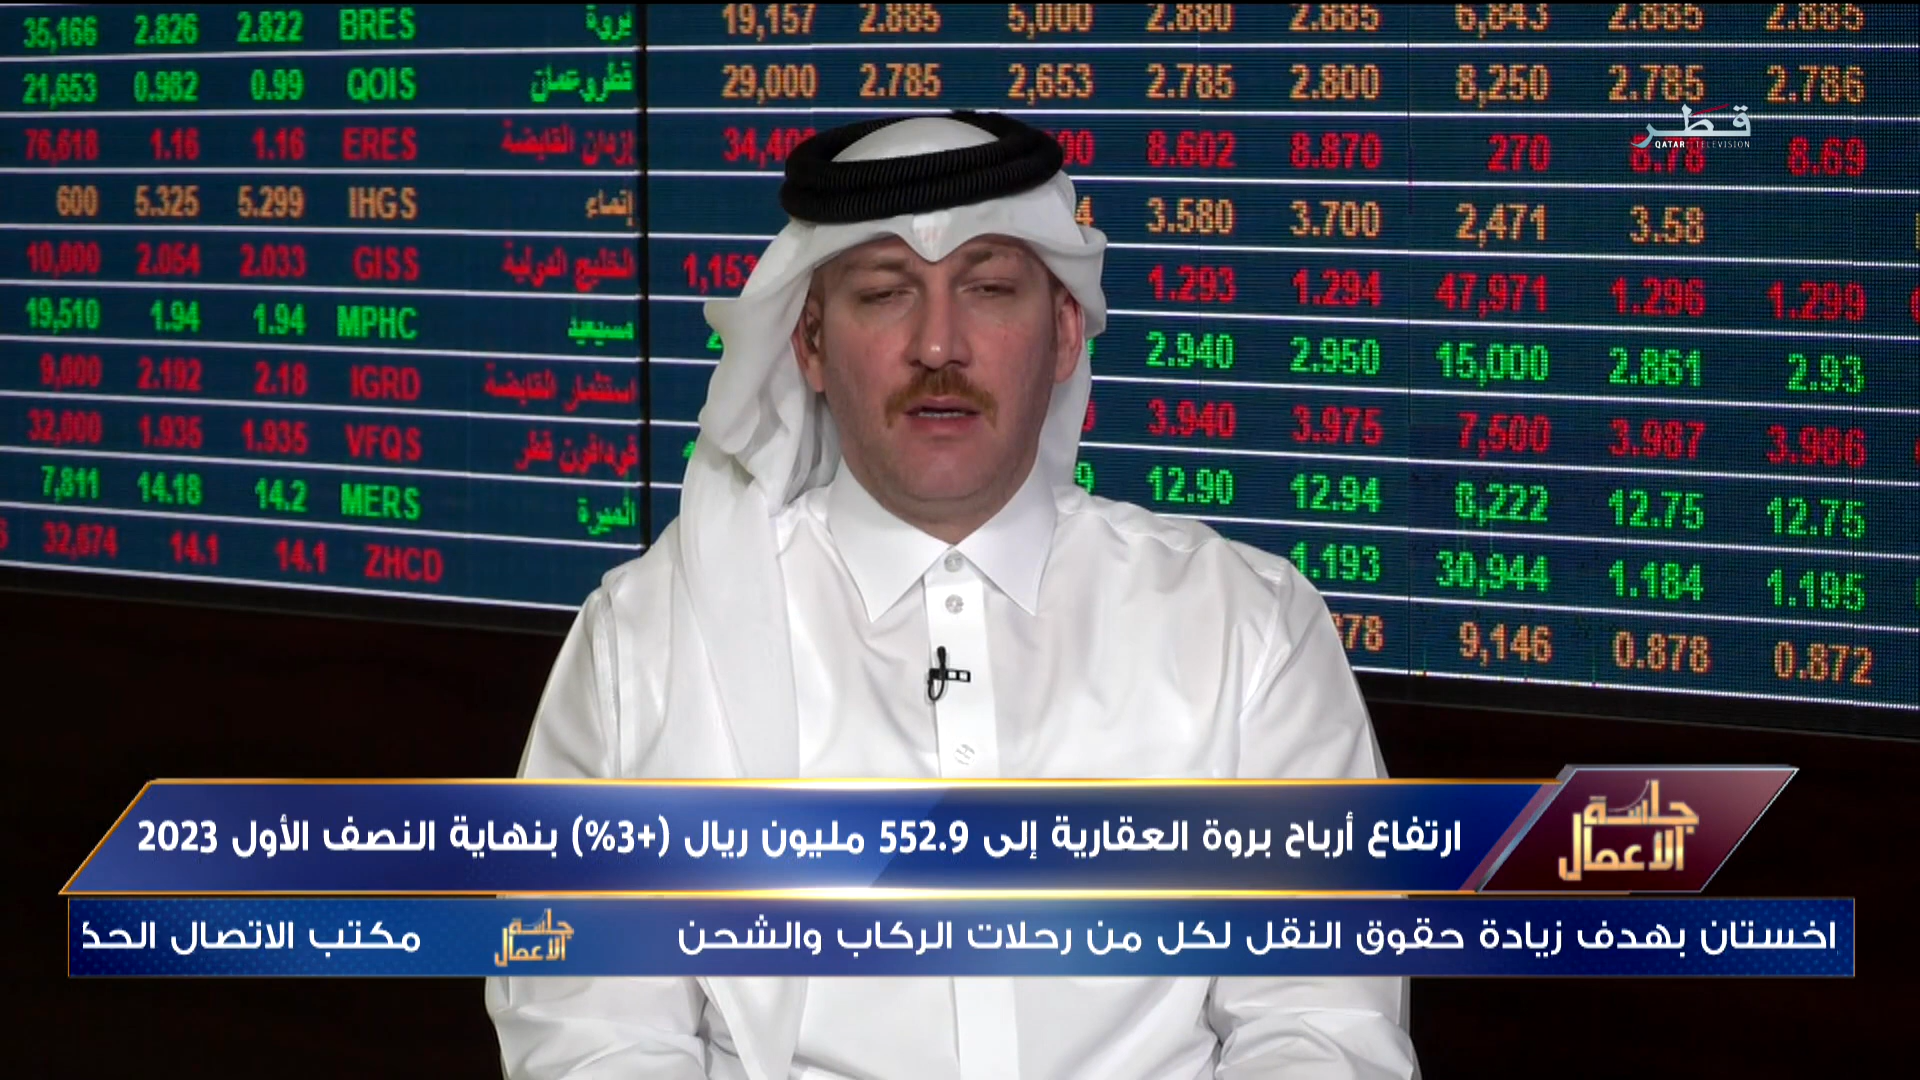 35,166 2.826 2.822 BRES بروة 19,157 2.885 5,000 2.880 2.885 6,843 2.885 2.885
21,653 0.982 0.99 QOIS قطروعمان 29,000 2.785 2,653 2.785 2.800 8,250 2.785 2.786
76,618 1.16 1.16 ERES إزدان القابضة 8.602 8.870 270 8.78 8.69
600 5.325 5.299 IHGS إنماء 3.580 3.700 2,471 3.58
10,000 2.054 2.033 GISS الخليج الدولية 1.293 1.294 47,971 1.296 1.299
19,510 1.94 1.94 MPHC مسيعيد 2.940 2.950 15,000 2.861 2.93
9,600 2.192 2.18 IGRD استثمار القابضة 3.940 3.975 7,500 3.987 3.986
32,600 1.935 1.935 VFQS فودافون قطر 12.90 12.94 6,222 12.75 12.75
7,811 14.18 14.2 MERS الميرة 1.193 30,944 1.184 1.195
32,674 14.1 14.1 ZHCD 9,146 0.878 0.872
قطر
QATAR TELEVISION
جلسة الأعمال
ارتفاع أرباح بروة العقارية إلى 552.9 مليون ريال (+3%) بنهاية النصف الأول 2023
اخستان بهدف زيادة حقوق النقل لكل من رحلات الركاب والشحن جلسة الأعمال مكتب الاتصال الحك